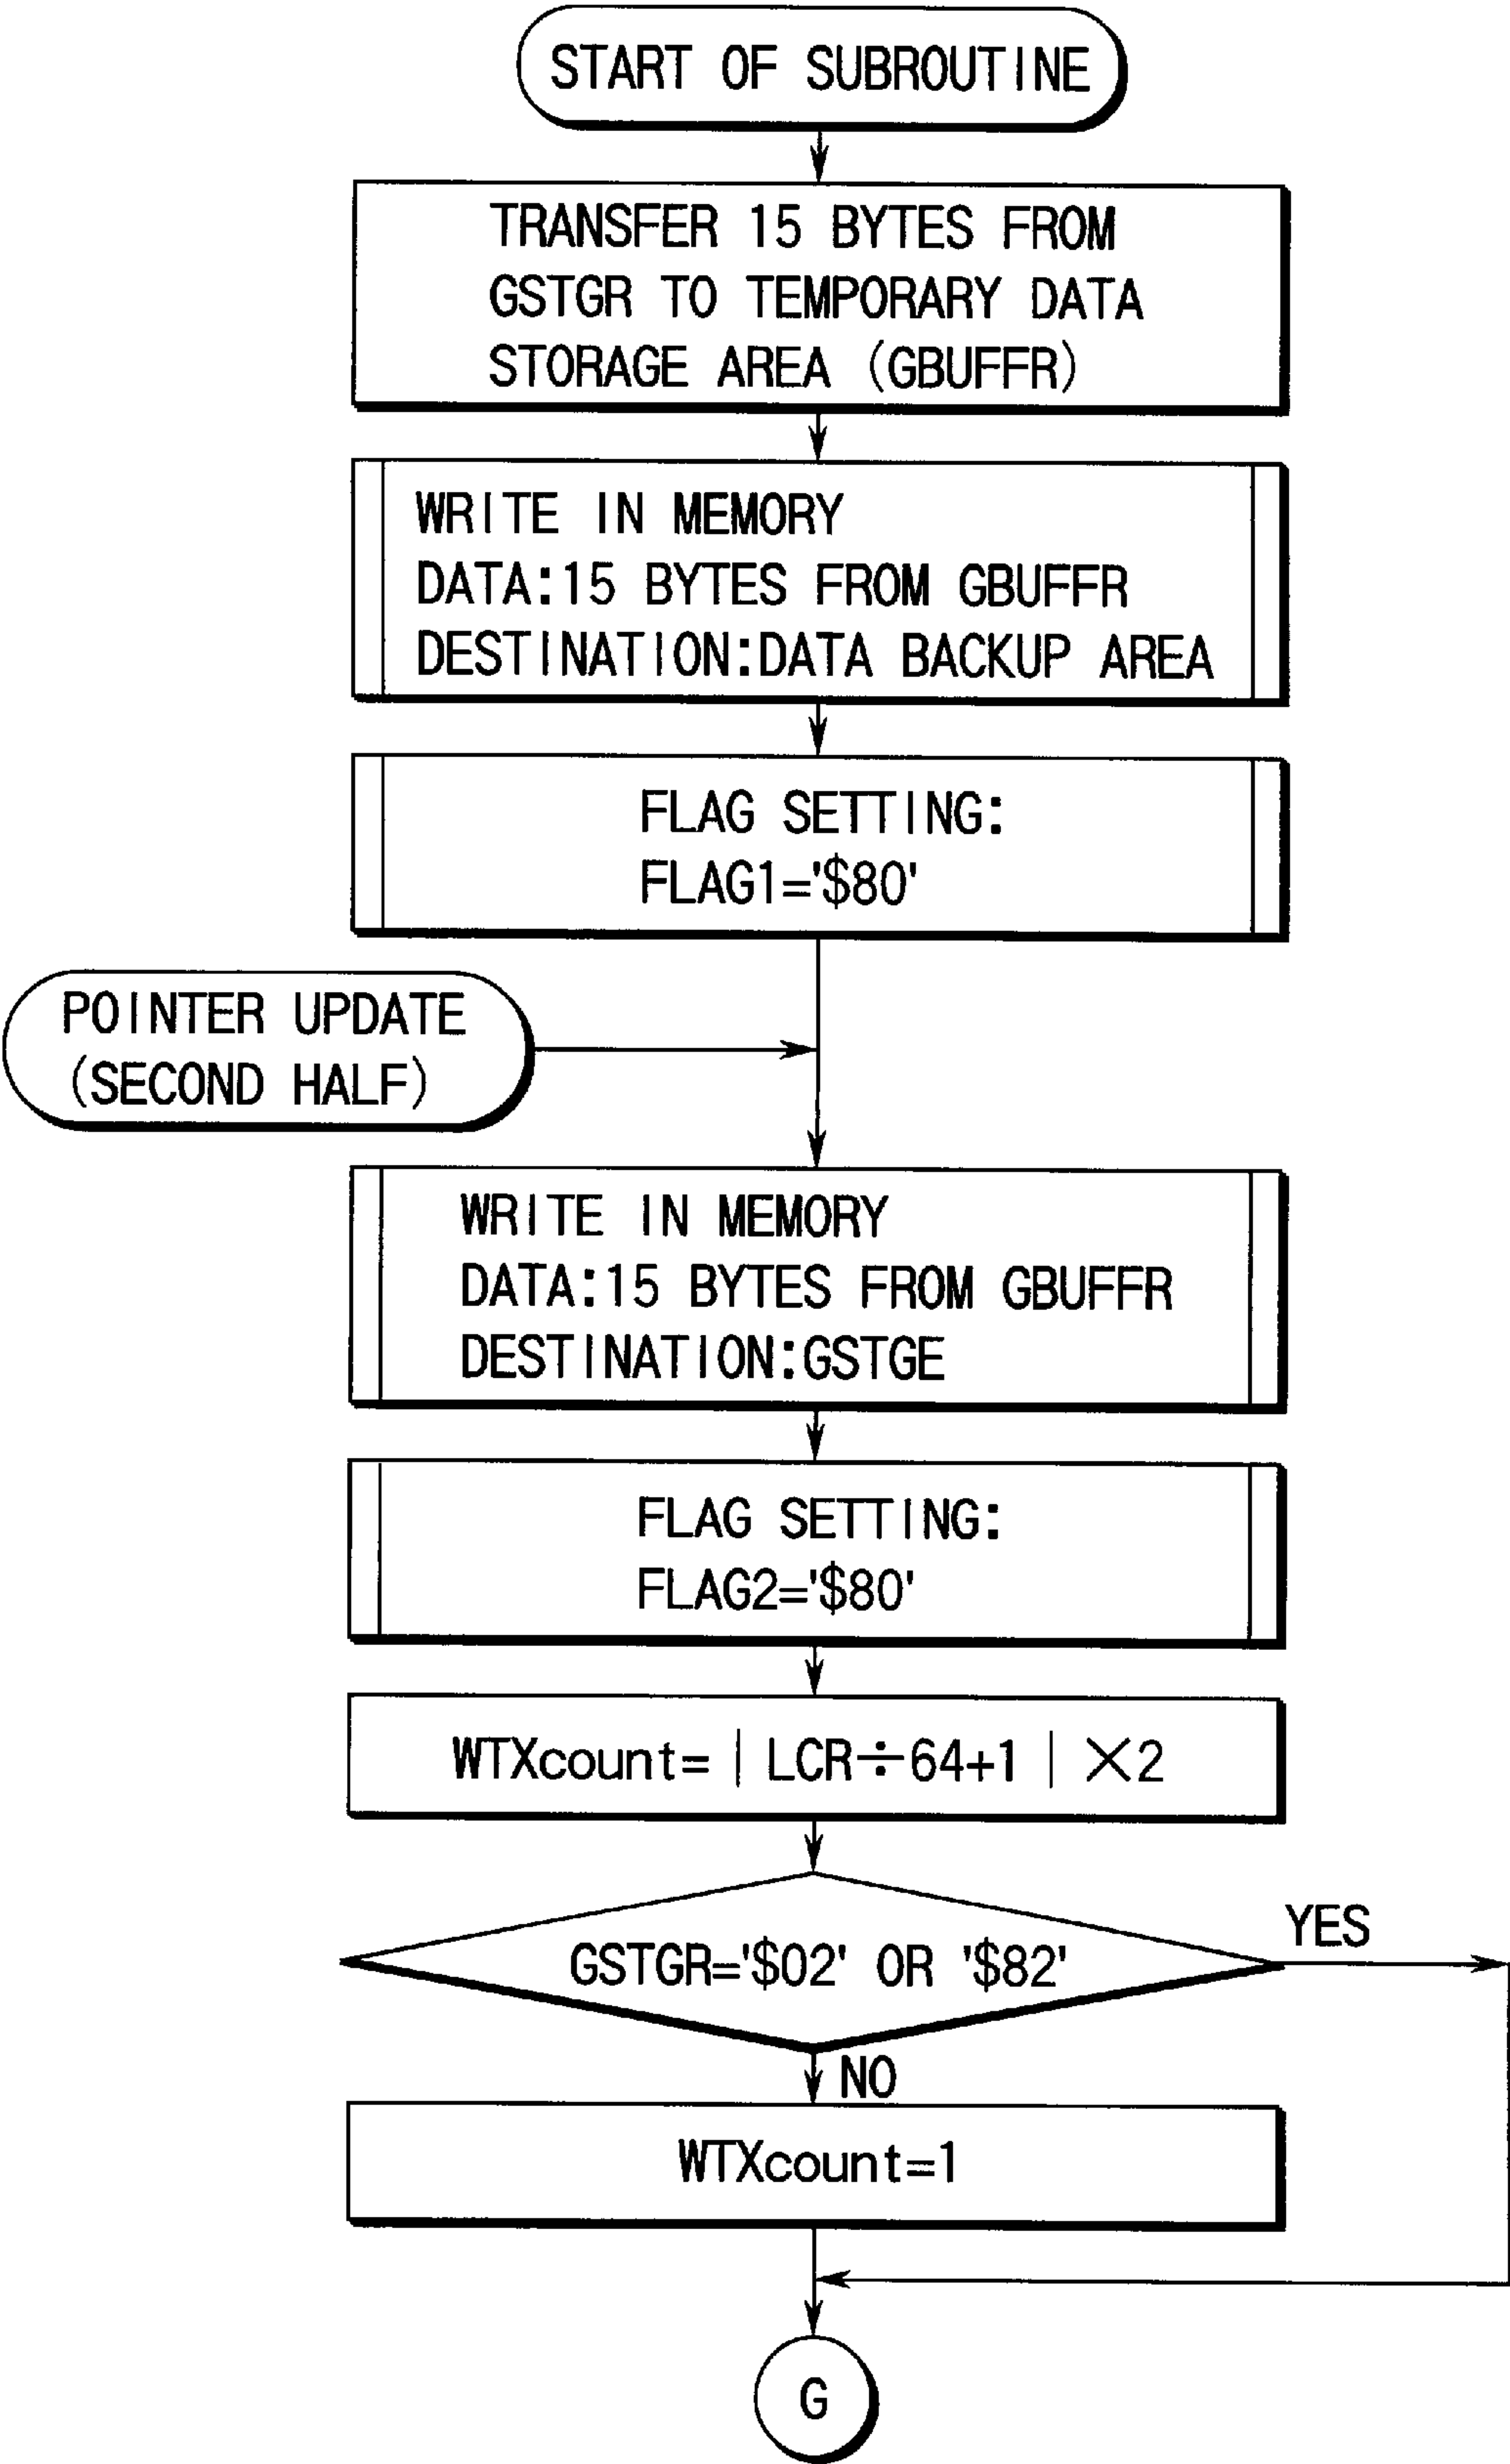 START OF SUBROUTINE
TRANSFER 15 BYTES FROM
GSTGR TO TEMPORARY DATA
STORAGE AREA (GBUFFR)
WRITE IN MEMORY
DATA:15 BYTES FROM GBUFFR
DESTINATION:DATA BACKUP AREA
FLAG SETTING:
FLAG1='$80'
POINTER UPDATE
(SECOND HALF)
WRITE IN MEMORY
DATA:15 BYTES FROM GBUFFR
DESTINATION:GSTGE
FLAG SETTING:
FLAG2='$80'
WTXcount=|LCR÷64+1|×2
GSTGR='$02' OR '$82'
YES
NO
WTXcount=1
G